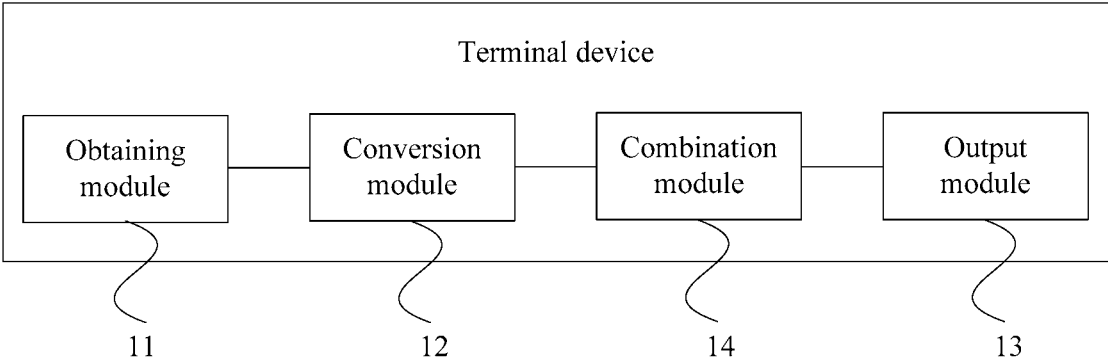 Terminal device
Obtaining
module
Conversion
module
Combination
module
Output
module
11
12
14
13